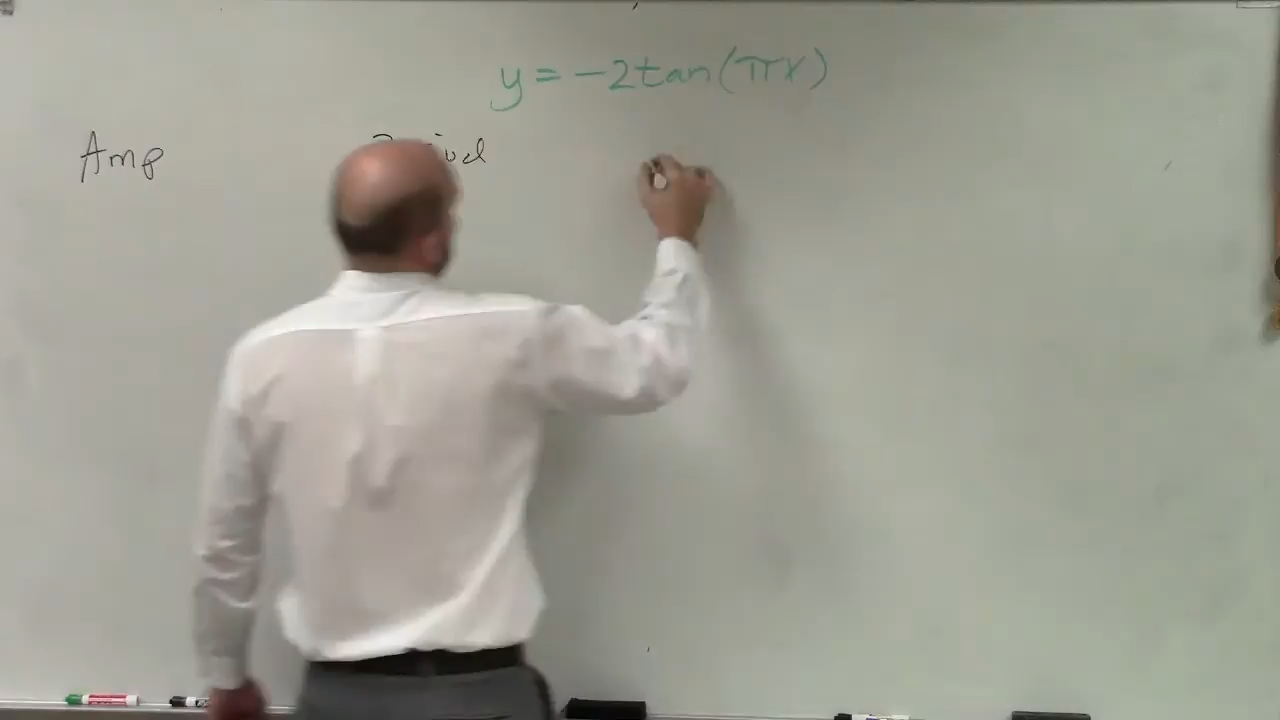 y = -2tan(πx)
Amp